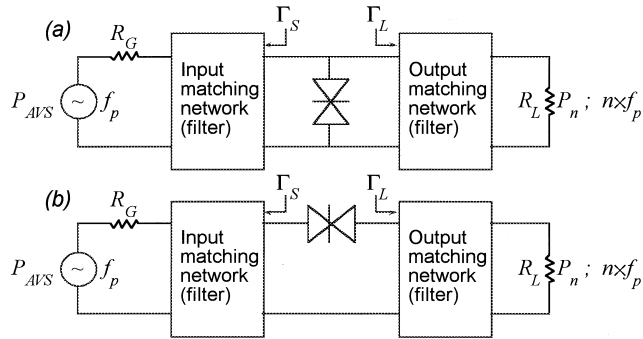 (a)
R_G
Γ_S
Γ_L
P_AVS
~
f_p
Input
matching
network
(filter)
Output
matching
network
(filter)
R_L
P_n ; n×f_p
(b)
R_G
Γ_S
Γ_L
P_AVS
~
f_p
Input
matching
network
(filter)
Output
matching
network
(filter)
R_L
P_n ; n×f_p